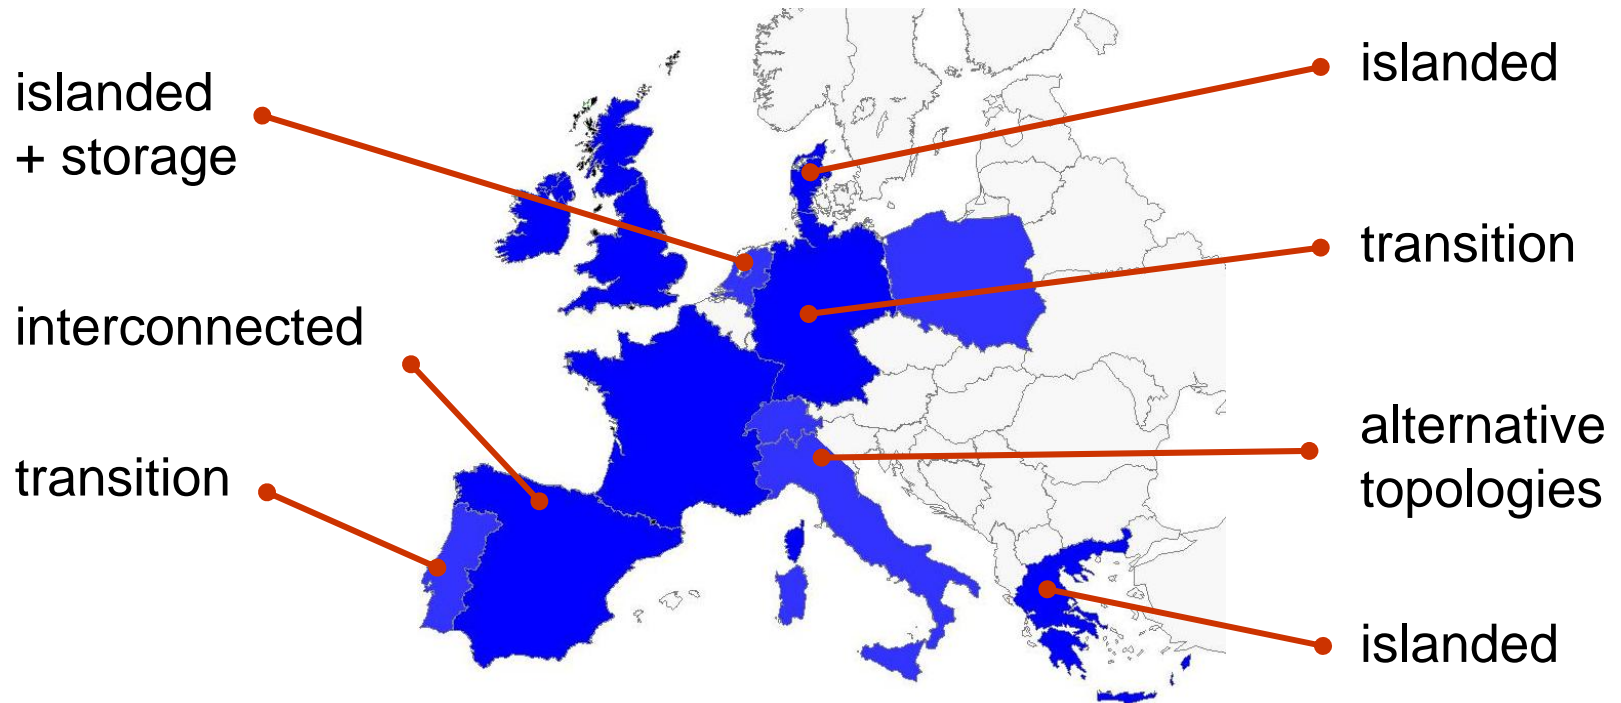 islanded
+ storage
interconnected
transition
islanded
transition
alternative
topologies
islanded